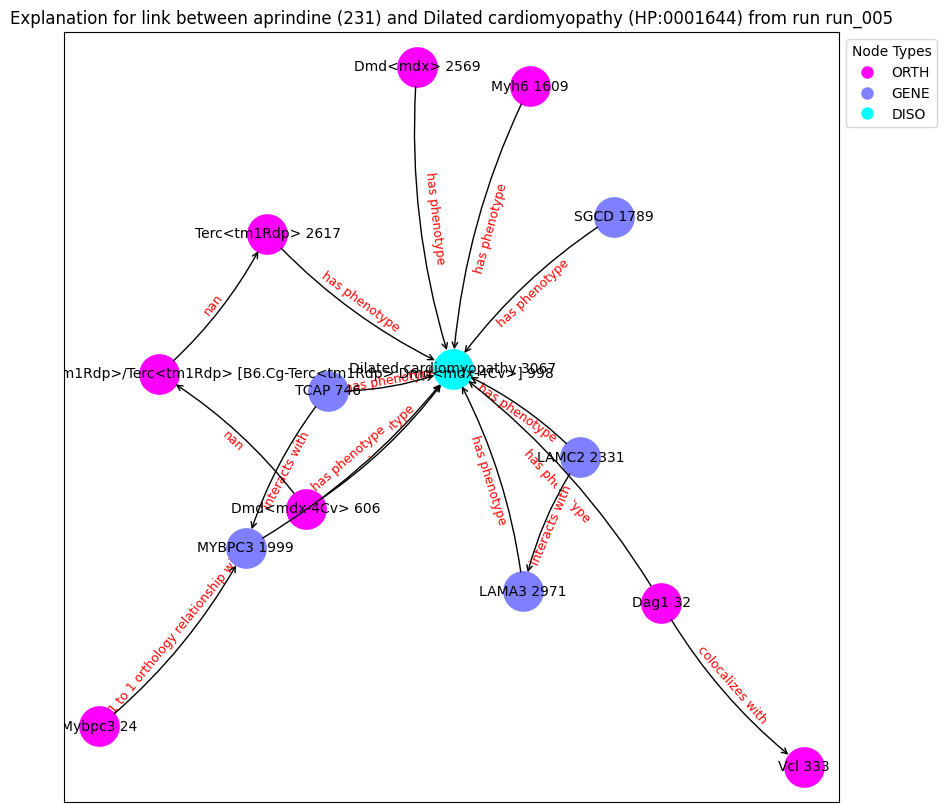 Explanation for link between aprindine (231) and Dilated cardiomyopathy (HP:0001644) from run run_005
Node Types
ORTH
GENE
DISO
Dmd<mdx> 2569
Myh6 1609
has phenotype
has phenotype
SGCD 1789
has phenotype
Terc<tm1Rdp> 2617
has phenotype
nan
Dilated cardiomyopathy 3067
m1Rdp>/Terc<tm1Rdp> [B6.Cg-Terc<tm1Rdp> Dmd<mdx-4Cv>] 998
TCAP 746
has phenotype
has phenotype
nan
interacts with
has phenotype
has phenotype
has phenotype
LAMC2 2331
interacts with
Dmd<mdx-4Cv> 606
MYBPC3 1999
LAMA3 2971
Dag1 32
1 to 1 orthology relationship w
colocalizes with
Mybpc3 24
Vcl 333